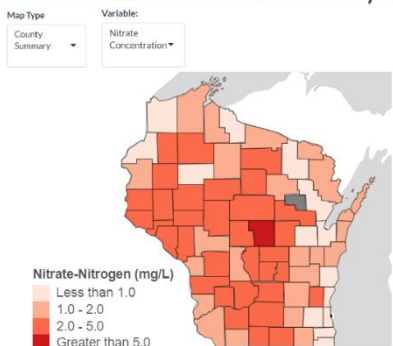 Map Type
Variable:
County
Summary
Nitrate
Concentration
Nitrate-Nitrogen (mg/L)
Less than 1.0
1.0 - 2.0
2.0 - 5.0
Greater than 5.0